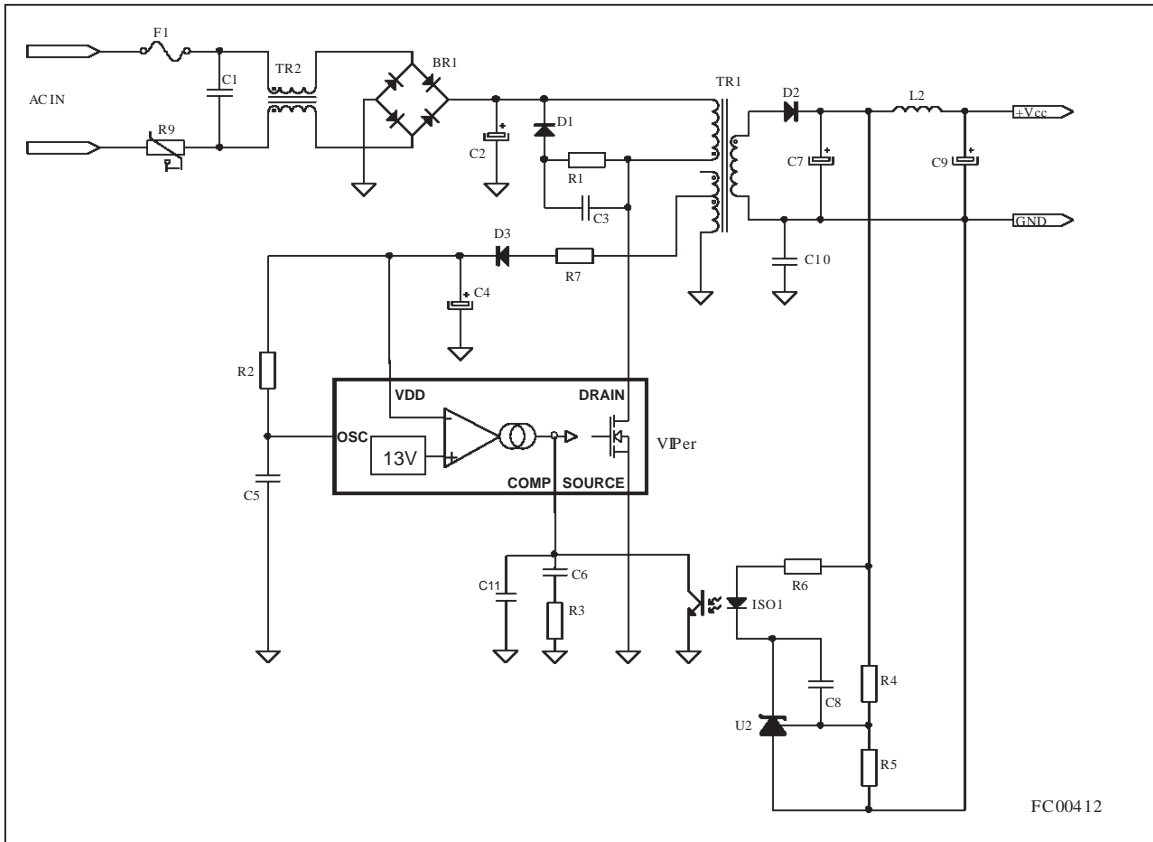 F1
TR2
BR1
C1
AC IN
R9
D1
C2
R1
C3
TR1
D2
L2
+Vcc
C7
C9
GND
C10
D3
R7
C4
R2
VDD
DRAIN
OSC
13V
VIPer
COMP
SOURCE
C5
C11
C6
R3
R6
ISO1
C8
R4
U2
R5
FC00412